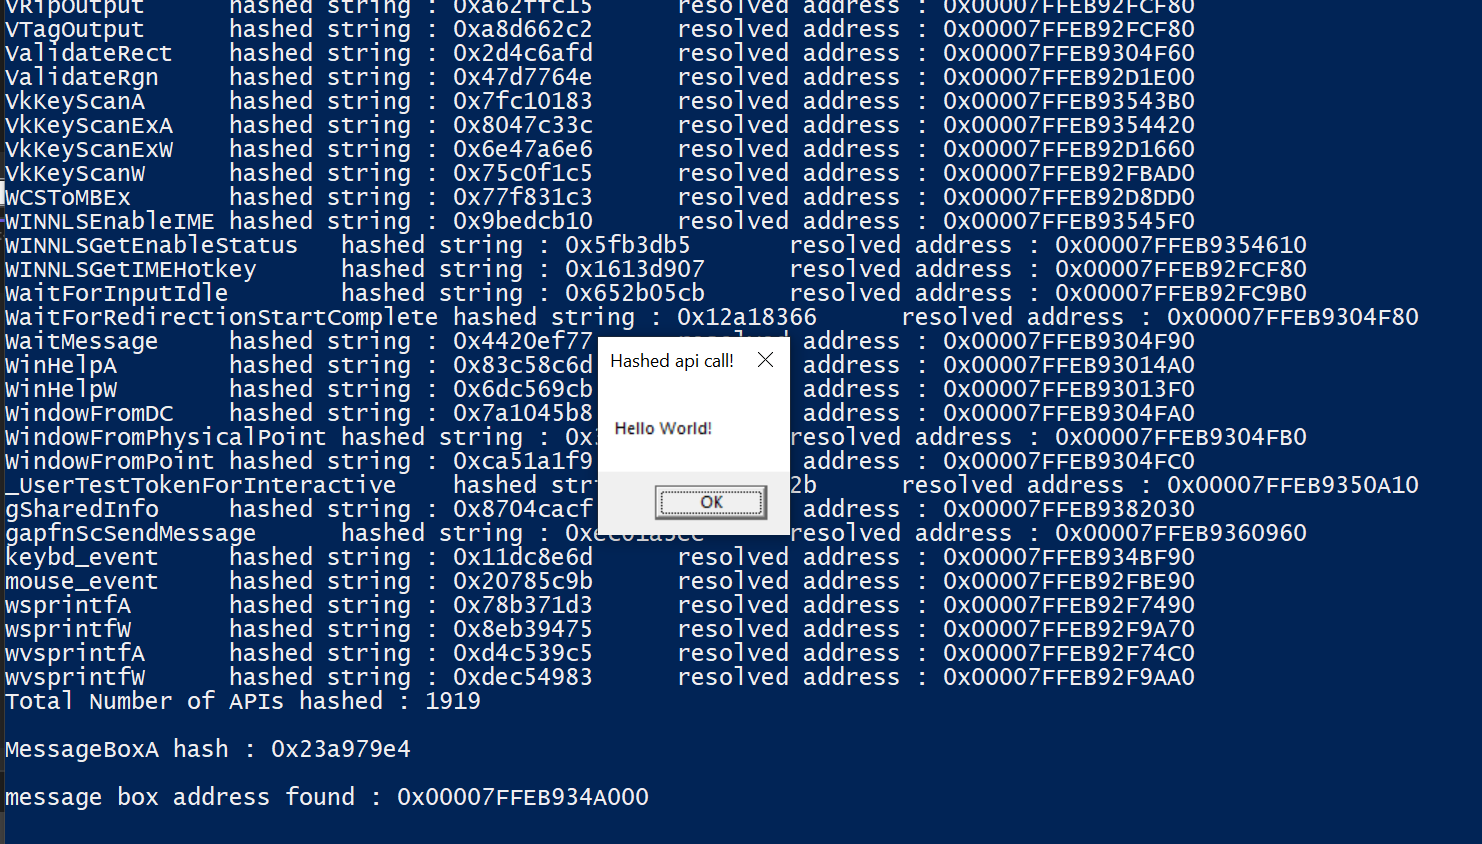 VRipOutput hashed string : 0xa62ffc15 resolved address : 0x00007FFEB92FCF80
VTagOutput hashed string : 0xa8d662c2 resolved address : 0x00007FFEB92FCF80
ValidateRect hashed string : 0x2d4c6afd resolved address : 0x00007FFEB9304F60
ValidateRgn hashed string : 0x47d7764e resolved address : 0x00007FFEB92D1E00
VkKeyScanA hashed string : 0x7fc10183 resolved address : 0x00007FFEB93543B0
VkKeyScanExA hashed string : 0x8047c33c resolved address : 0x00007FFEB9354420
VkKeyScanExW hashed string : 0x6e47a6e6 resolved address : 0x00007FFEB92D1660
VkKeyScanW hashed string : 0x75c0f1c5 resolved address : 0x00007FFEB92FBAD0
WCSToMBEx hashed string : 0x77f831c3 resolved address : 0x00007FFEB92D8DD0
WINNLSEnableIME hashed string : 0x9bedcb10 resolved address : 0x00007FFEB93545F0
WINNLSGetEnableStatus hashed string : 0x5fb3db5 resolved address : 0x00007FFEB9354610
WINNLSGetIMEHotkey hashed string : 0x1613d907 resolved address : 0x00007FFEB92FCF80
WaitForInputIdle hashed string : 0x652b05cb resolved address : 0x00007FFEB92FC9B0
WaitForRedirectionStartComplete hashed string : 0x12a18366 resolved address : 0x00007FFEB9304F80
WaitMessage hashed string : 0x4420ef77 resolved address : 0x00007FFEB9304F90
WinHelpA hashed string : 0x83c58c6d address : 0x00007FFEB93014A0
WinHelpW hashed string : 0x6dc569cb address : 0x00007FFEB93013F0
WindowFromDC hashed string : 0x7a1045b8 address : 0x00007FFEB9304FA0
WindowFromPhysicalPoint hashed string : resolved address : 0x00007FFEB9304FB0
WindowFromPoint hashed string : 0xca51a1f9 address : 0x00007FFEB9304FC0
_UserTestTokenForInteractive hashed 2b resolved address : 0x00007FFEB9350A10
gSharedInfo hashed string : 0x8704cacf address : 0x00007FFEB9382030
gapfnScSendMessage hashed string : resolved address : 0x00007FFEB9360960
keybd_event hashed string : 0x11dc8e6d resolved address : 0x00007FFEB934BF90
mouse_event hashed string : 0x20785c9b resolved address : 0x00007FFEB92FBE90
wsprintfA hashed string : 0x78b371d3 resolved address : 0x00007FFEB92F7490
wsprintfW hashed string : 0x8eb39475 resolved address : 0x00007FFEB92F9A70
wvsprintfA hashed string : 0xd4c539c5 resolved address : 0x00007FFEB92F74C0
wvsprintfW hashed string : 0xdec54983 resolved address : 0x00007FFEB92F9AA0
Total Number of APIs hashed : 1919
MessageBoxA hash : 0x23a979e4
message box address found : 0x00007FFEB934A000
Hashed api call!
Hello World!
OK